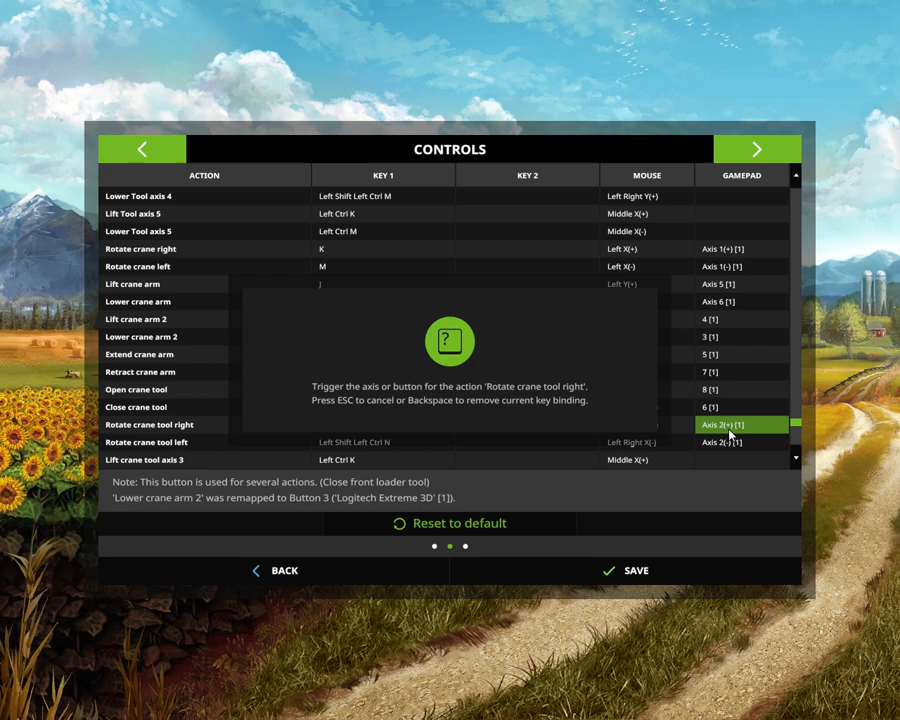 CONTROLS
ACTION KEY 1 KEY 2 MOUSE GAMEPAD
Lower Tool axis 4 Left Shift Left Ctrl M Left Right Y(+)
Lift Tool axis 5 Left Ctrl K Middle X(+)
Lower Tool axis 5 Left Ctrl M Middle X(-)
Rotate crane right K Left X(+) Axis 1(+) [1]
Rotate crane left M Left X(-) Axis 1(-) [1]
Lift crane arm J Left Y(+) Axis 5 [1]
Lower crane arm Axis 6 [1]
Lift crane arm 2 4 [1]
Lower crane arm 2 3 [1]
Extend crane arm 5 [1]
Retract crane arm 7 [1]
Open crane tool 8 [1]
Close crane tool 6 [1]
Rotate crane tool right Axis 2(+) [1]
Rotate crane tool left Left Shift Left Ctrl N Left Right X(-) Axis 2(-) [1]
Lift crane tool axis 3 Left Ctrl K Middle X(+)
?
Trigger the axis or button for the action 'Rotate crane tool right'.
Press ESC to cancel or Backspace to remove current key binding.
Note: This button is used for several actions. (Close front loader tool)
'Lower crane arm 2' was remapped to Button 3 ('Logitech Extreme 3D' [1]).
Reset to default
BACK SAVE